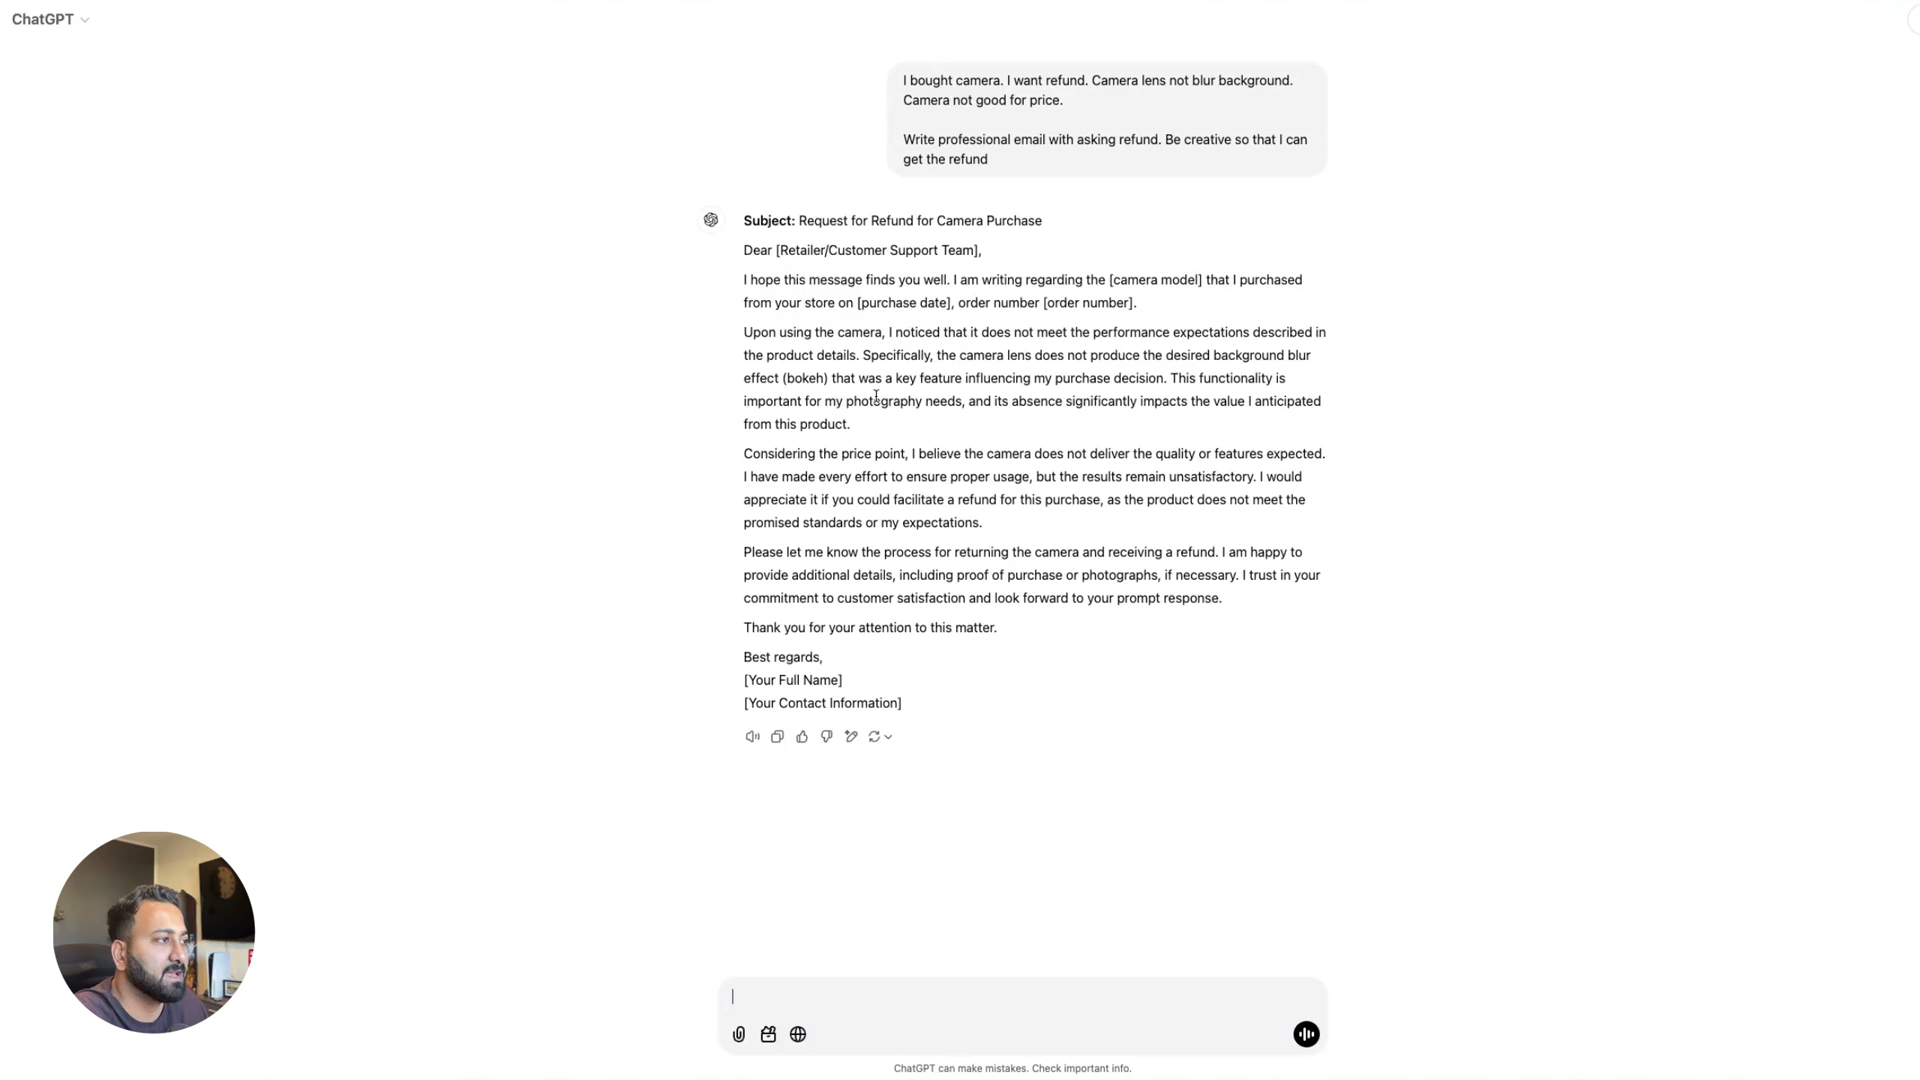 ChatGPT
I bought camera. I want refund. Camera lens not blur background.
Camera not good for price.
Write professional email with asking refund. Be creative so that I can
get the refund
Subject: Request for Refund for Camera Purchase
Dear [Retailer/Customer Support Team],
I hope this message finds you well. I am writing regarding the [camera model] that I purchased
from your store on [purchase date], order number [order number].
Upon using the camera, I noticed that it does not meet the performance expectations described in
the product details. Specifically, the camera lens does not produce the desired background blur
effect (bokeh) that was a key feature influencing my purchase decision. This functionality is
important for my photography needs, and its absence significantly impacts the value I anticipated
from this product.
Considering the price point, I believe the camera does not deliver the quality or features expected.
I have made every effort to ensure proper usage, but the results remain unsatisfactory. I would
appreciate it if you could facilitate a refund for this purchase, as the product does not meet the
promised standards or my expectations.
Please let me know the process for returning the camera and receiving a refund. I am happy to
provide additional details, including proof of purchase or photographs, if necessary. I trust in your
commitment to customer satisfaction and look forward to your prompt response.
Thank you for your attention to this matter.
Best regards,
[Your Full Name]
[Your Contact Information]
ChatGPT can make mistakes. Check important info.